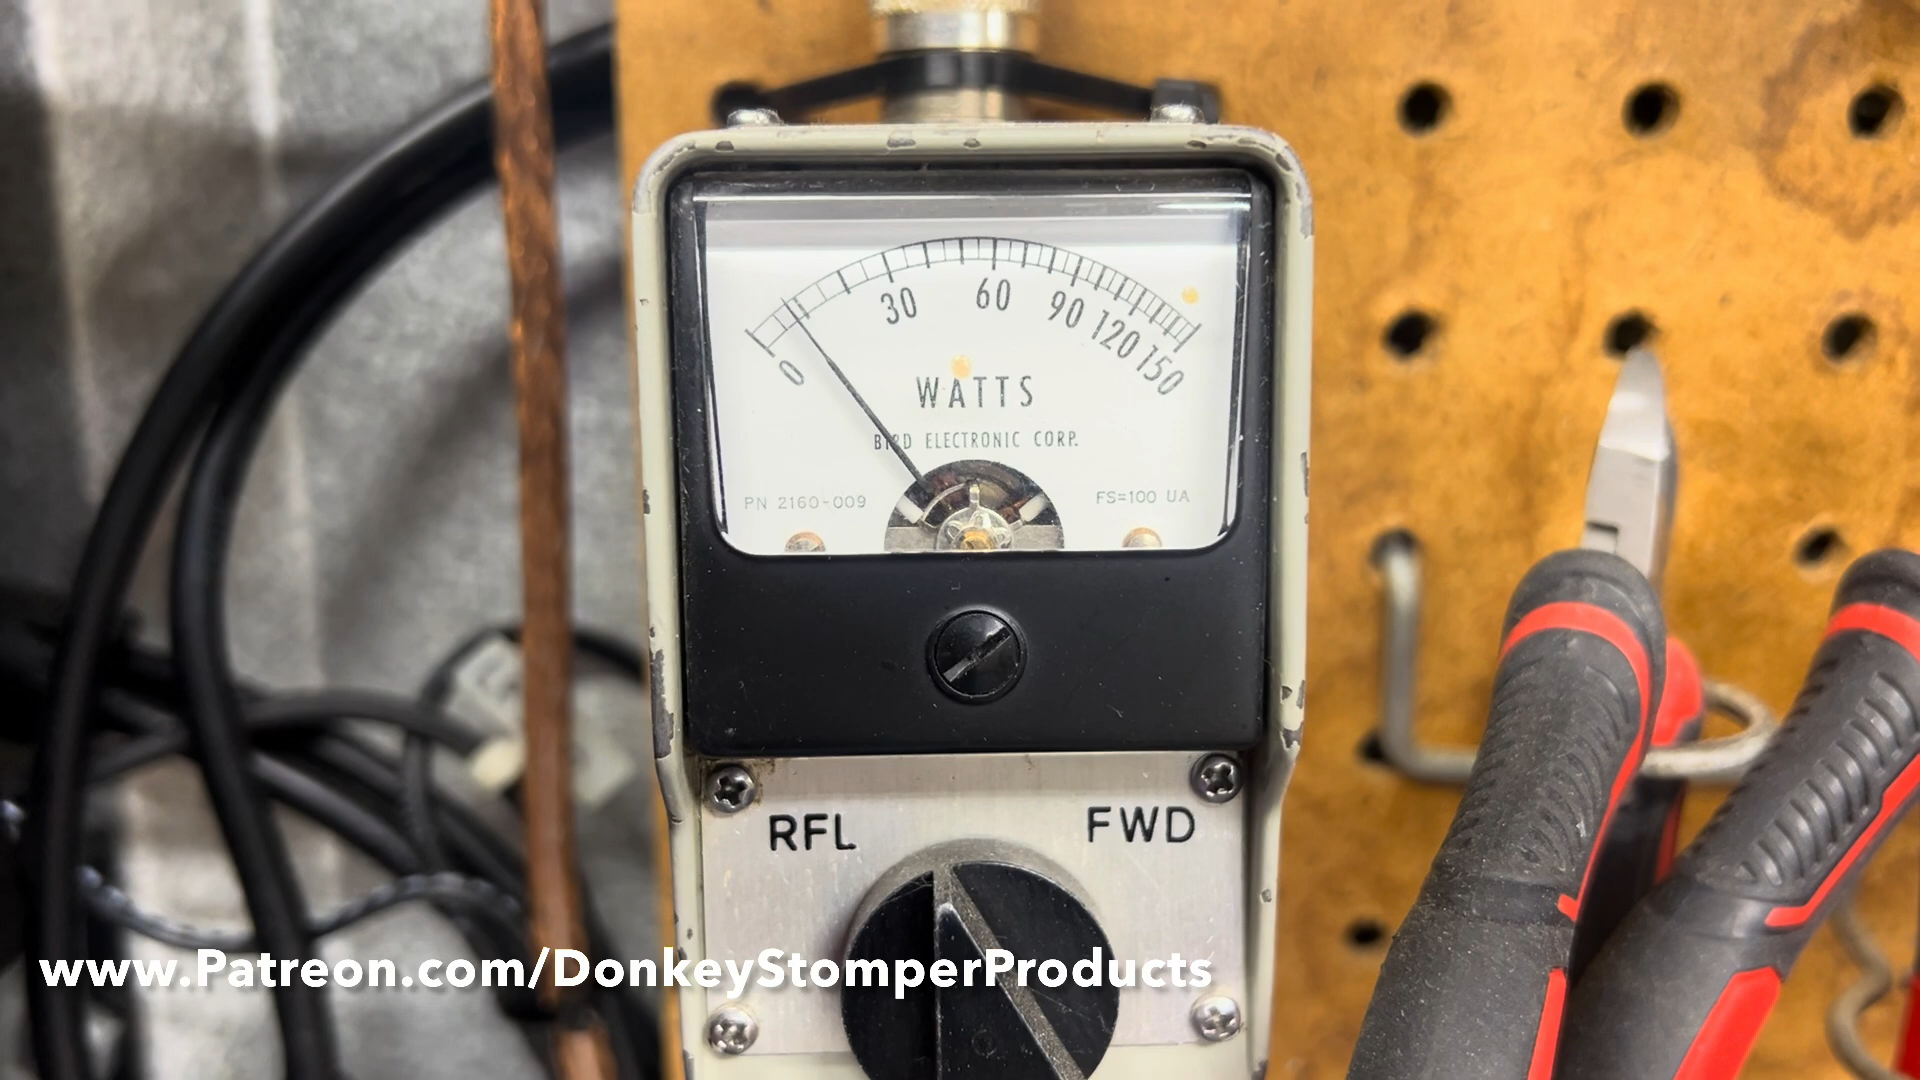 0 30 60 90 120 150
WATTS
BIRD ELECTRONIC CORP.
PN 2160-009 FS=100 UA
RFL FWD
www.Patreon.com/DonkeyStomperProducts